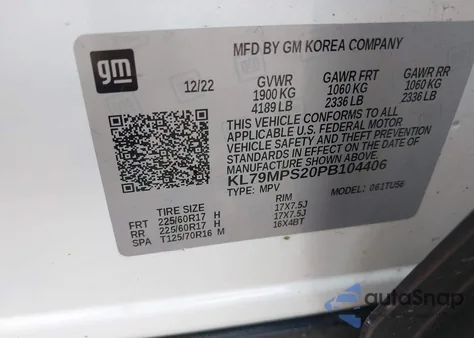 gm
MFD BY GM KOREA COMPANY
12/22 GVWR GAWR FRT GAWR RR
1900 KG 1060 KG 1060 KG
4189 LB 2336 LB 2336 LB
THIS VEHICLE CONFORMS TO ALL
APPLICABLE U.S. FEDERAL MOTOR
VEHICLE SAFETY AND THEFT PREVENTION
STANDARDS IN EFFECT ON THE DATE OF
MANUFACTURE SHOWN ABOVE.
KL79MPS20PB104406
TYPE: MPV MODEL: 061TU56
TIRE SIZE RIM
FRT 225/60R17 H 17X7.5J
RR 225/60R17 H 17X7.5J
SPA T125/70R16 M 16X4BT
autoSnap